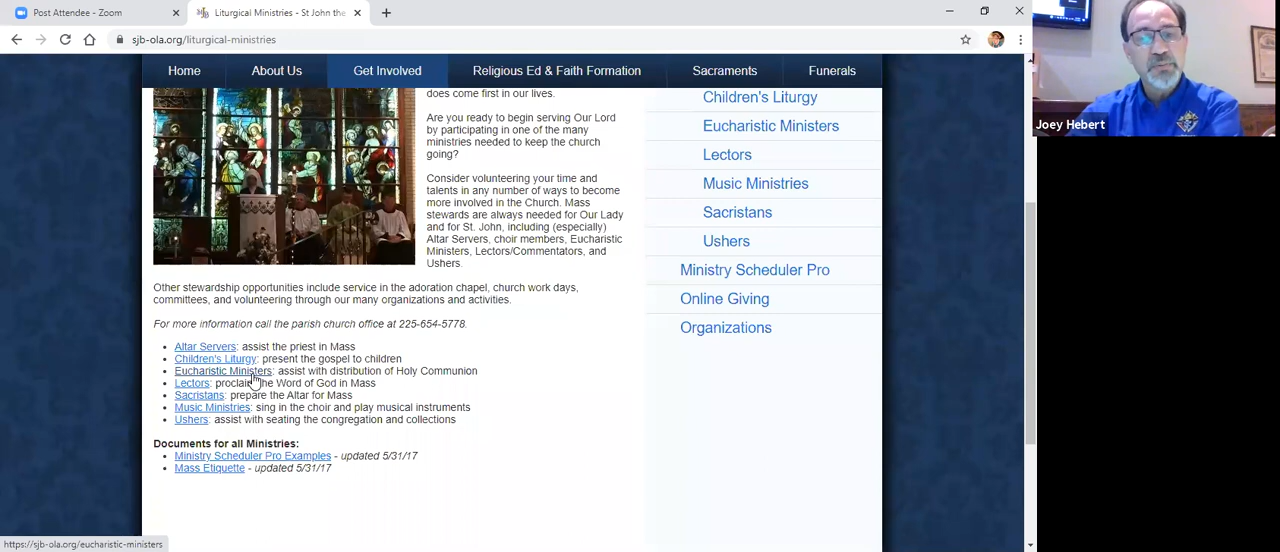 Post Attendee - Zoom
Liturgical Ministries - St John the
sjb-ola.org/liturgical-ministries
Home
About Us
Get Involved
Religious Ed & Faith Formation
Sacraments
Funerals
does come first in our lives.
Are you ready to begin serving Our Lord
by participating in one of the many
ministries needed to keep the church
going?
Consider volunteering your time and
talents in any number of ways to become
more involved in the Church. Mass
stewards are always needed for Our Lady
and for St. John, including (especially)
Altar Servers, choir members, Eucharistic
Ministers, Lectors/Commentators, and
Ushers.
Other stewardship opportunities include service in the adoration chapel, church work days,
committees, and volunteering through our many organizations and activities.
For more information call the parish church office at 225-654-5778.
Altar Servers: assist the priest in Mass
Children's Liturgy: present the gospel to children
Eucharistic Ministers: assist with distribution of Holy Communion
Lectors: proclaim the Word of God in Mass
Sacristans: prepare the Altar for Mass
Music Ministries: sing in the choir and play musical instruments
Ushers: assist with seating the congregation and collections
Documents for all Ministries:
Ministry Scheduler Pro Examples - updated 5/31/17
Mass Etiquette - updated 5/31/17
Children's Liturgy
Eucharistic Ministers
Lectors
Music Ministries
Sacristans
Ushers
Ministry Scheduler Pro
Online Giving
Organizations
https://sjb-ola.org/eucharistic-ministers
Joey Hebert